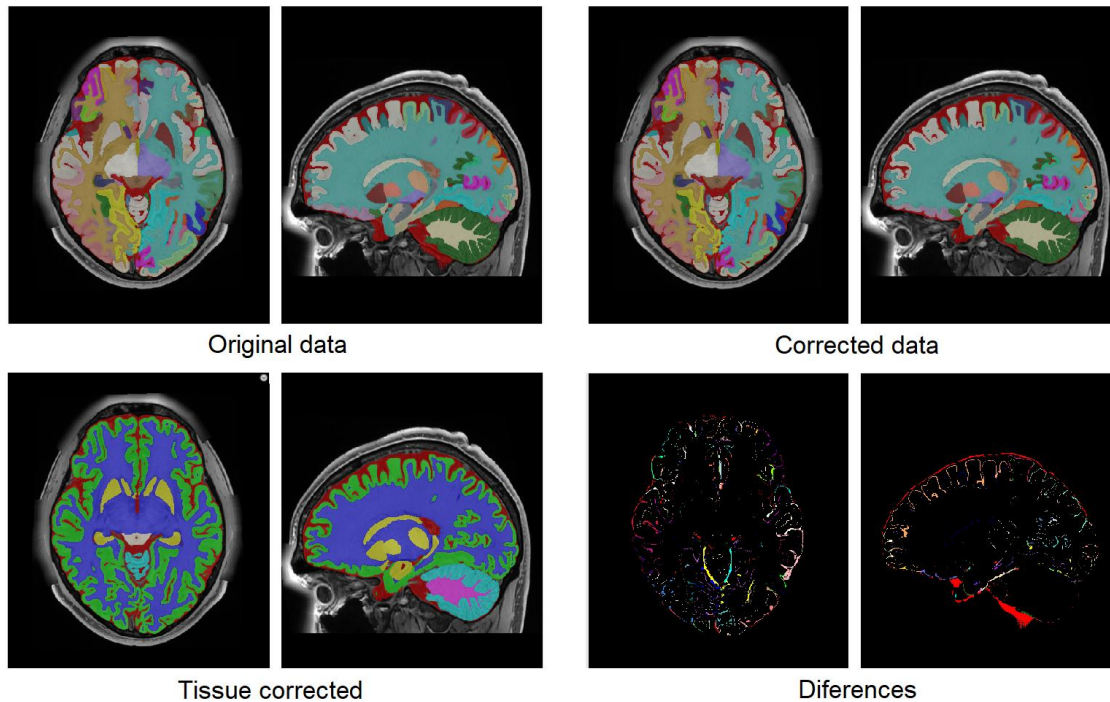 Original data
Corrected data
Tissue corrected
Diferences